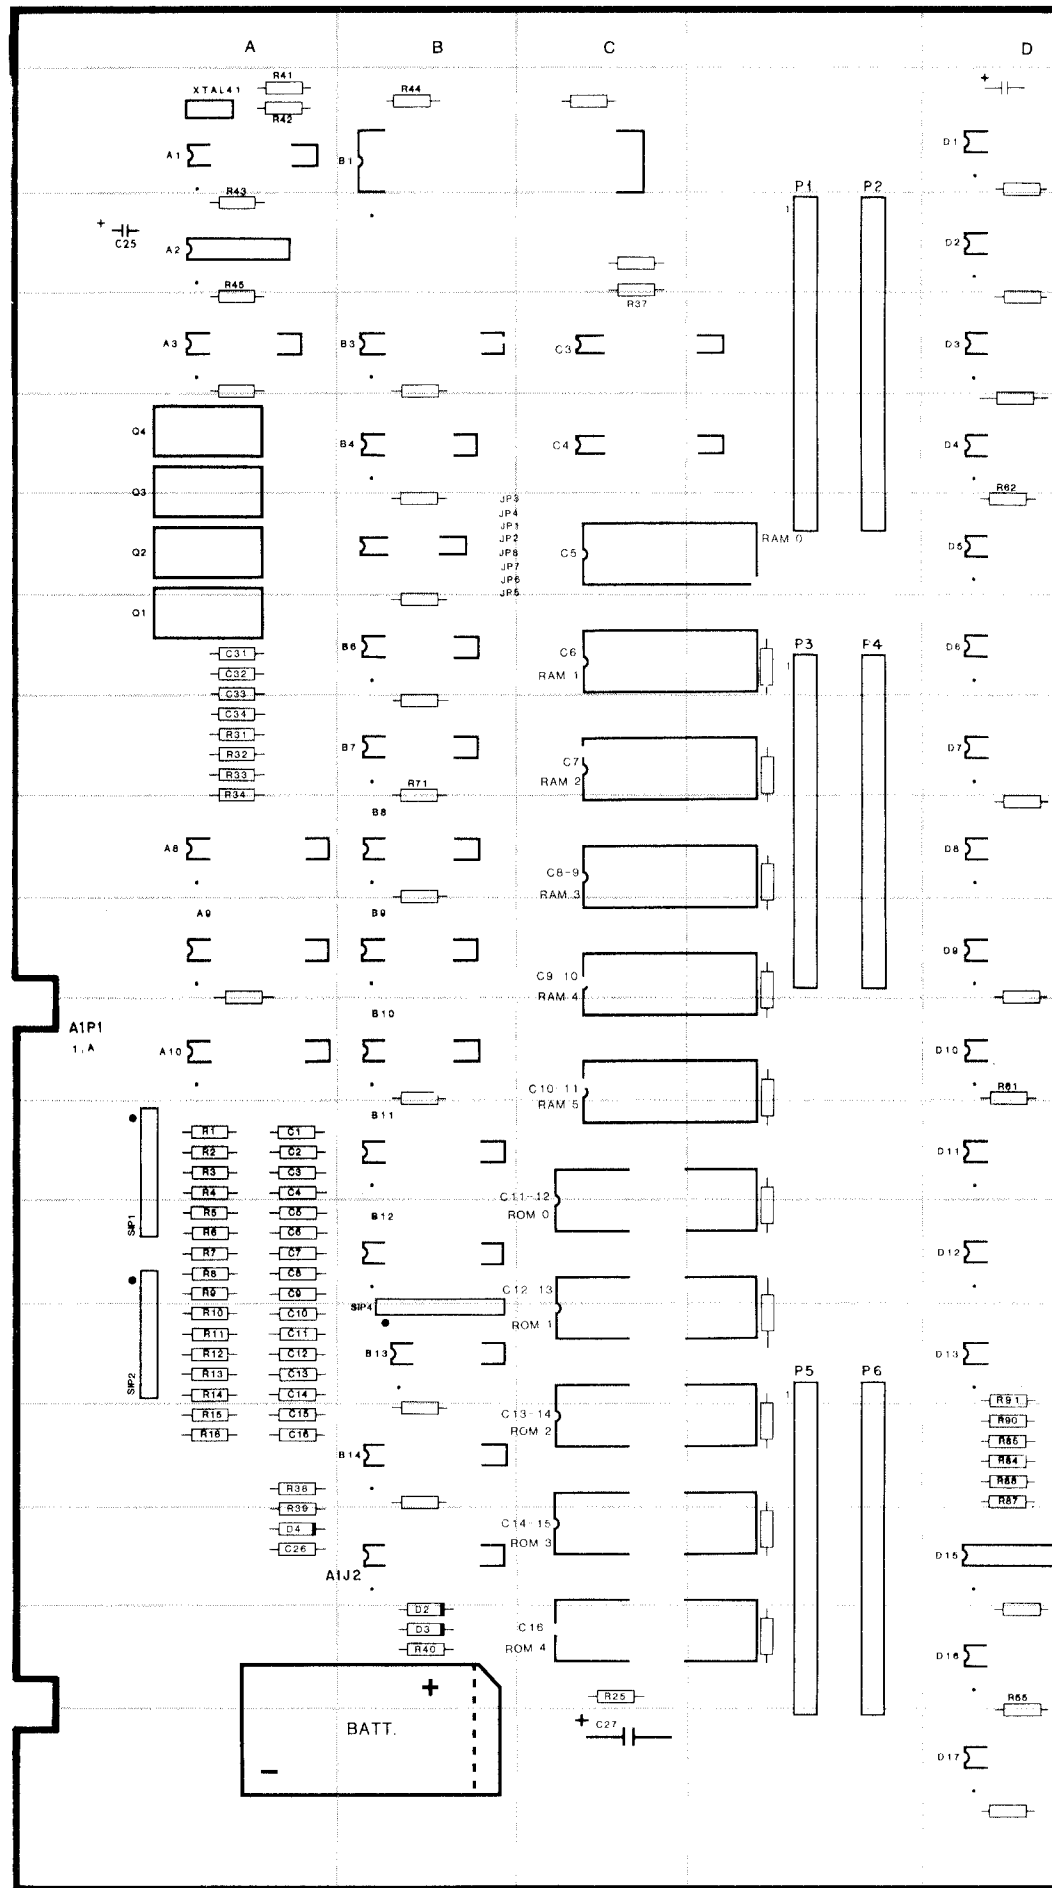 A B C D
R41
XTAL41
R44
+
R42
A1
B1
D1
R43
P1 P2
1
+
C25
A2
D2
R45
R37
A3
B3
C3
D3
Q4
B4
C4
D4
Q3
R62
JP3
JP4
JP1
RAM 0
Q2
JP2
C5
D5
JP8
JP7
JP6
JP5
Q1
B6
C6
P3 P4
D6
C31
1
C32
RAM 1
C33
C34
R31
B7
D7
R32
C7
R33
RAM 2
R34
R71
B8
A8
D8
C8-9
RAM 3
A9
B9
D9
C9 10
RAM 4
B10
A1P1
A10
D10
C10-11
R61
RAM 5
B11
R1 C1
R2 C2
D11
R3 C3
R4 C4
C11-12
R5 C5
ROM 0
SIP1
B12
R6 C6
R7 C7
D12
R8 C8
R9 C9
C12 13
SIP4
R10 C10
ROM 1
R11 C11
R12 C12
B13
D13
R13 C13
P5 P6
SIP2
R14 C14
1
R91
R15 C15
C13-14
R90
R16 C16
ROM 2
B14
R38
R39
D4
C14-15
ROM 3
C26
D15
A1J2
D2
D3
C16
R40
ROM 4
D16
+
R25
BATT.
+
C27
D17
−